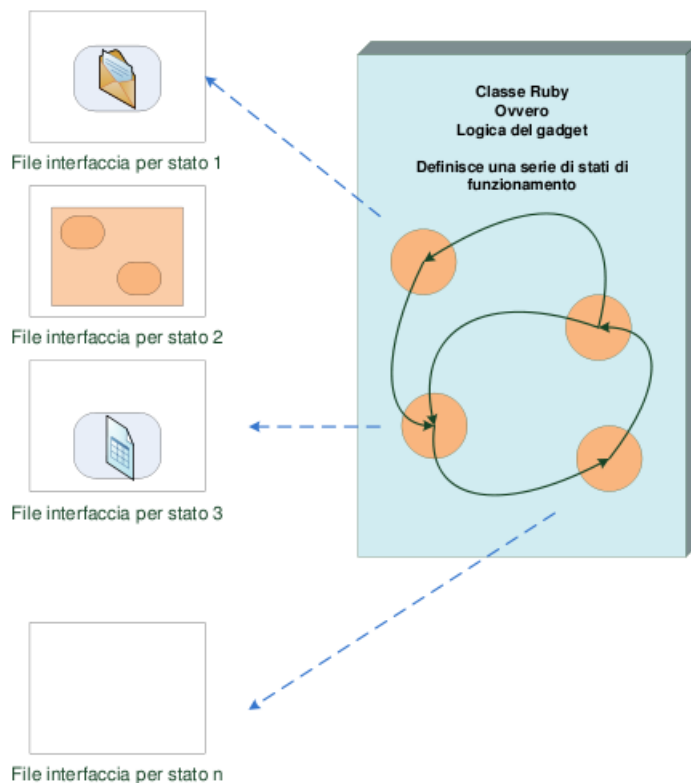 File interfaccia per stato 1
File interfaccia per stato 2
File interfaccia per stato 3
File interfaccia per stato n
Classe Ruby
Ovvero
Logica del gadget
Definisce una serie di stati di
funzionamento